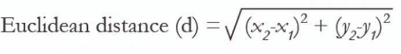 Euclidean distance (d) = √(x₂-x₁)² + (y₂-y₁)²